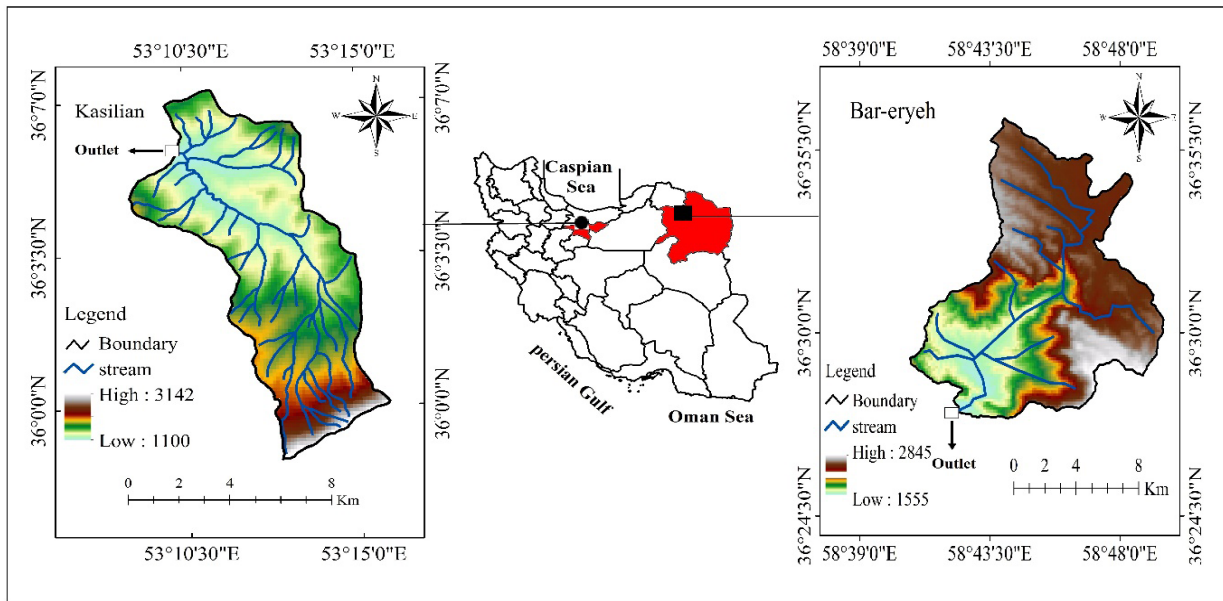 53°10'30"E
53°15'0"E
36°7'0"N
36°3'30"N
36°0'0"N
Kasilian
N
W
E
S
Outlet
Legend
Boundary
stream
High : 3142
Low : 1100
0 2 4 6 8
Km
36°7'0"N
36°3'30"N
36°0'0"N
53°10'30"E
53°15'0"E
Caspian
Sea
persian Gulf
Oman Sea
58°39'0"E
58°43'30"E
58°48'0"E
36°35'30"N
36°30'0"N
36°24'30"N
Bar-eryeh
N
W
E
S
Legend
Boundary
stream
High : 2845
Low : 1555
Outlet
0 2 4 8
Km
36°35'30"N
36°30'0"N
36°24'30"N
58°39'0"E
58°43'30"E
58°48'0"E